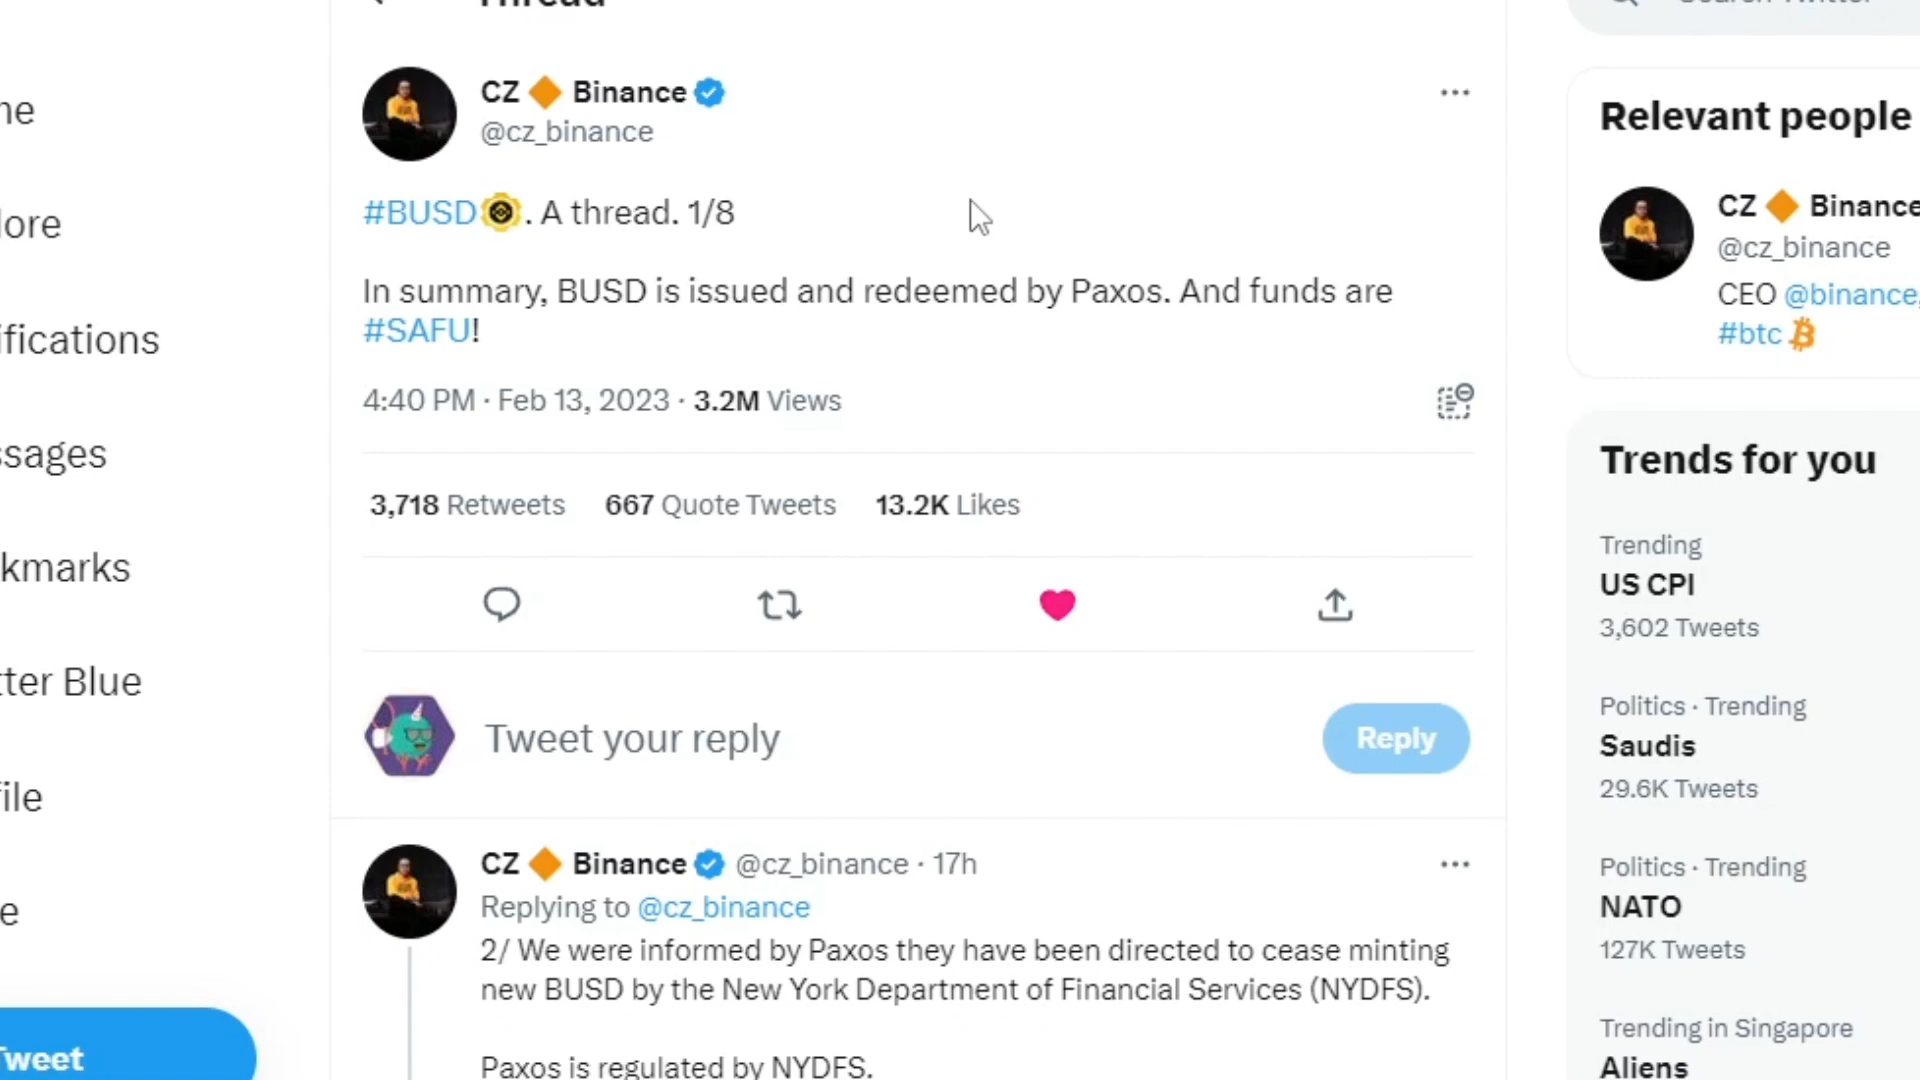 Thread
Search Twitter
CZ 🔶 Binance
@cz_binance
#BUSD. A thread. 1/8
In summary, BUSD is issued and redeemed by Paxos. And funds are
#SAFU!
4:40 PM · Feb 13, 2023 · 3.2M Views
3,718 Retweets 667 Quote Tweets 13.2K Likes
Tweet your reply
Reply
CZ 🔶 Binance @cz_binance · 17h
Replying to @cz_binance
2/ We were informed by Paxos they have been directed to cease minting
new BUSD by the New York Department of Financial Services (NYDFS).
Paxos is regulated by NYDFS.
me
lore
ifications
ssages
kmarks
tter Blue
file
e
Tweet
Relevant people
CZ 🔶 Binance
@cz_binance
CEO @binance,
#btc
Trends for you
Trending
US CPI
3,602 Tweets
Politics · Trending
Saudis
29.6K Tweets
Politics · Trending
NATO
127K Tweets
Trending in Singapore
Aliens